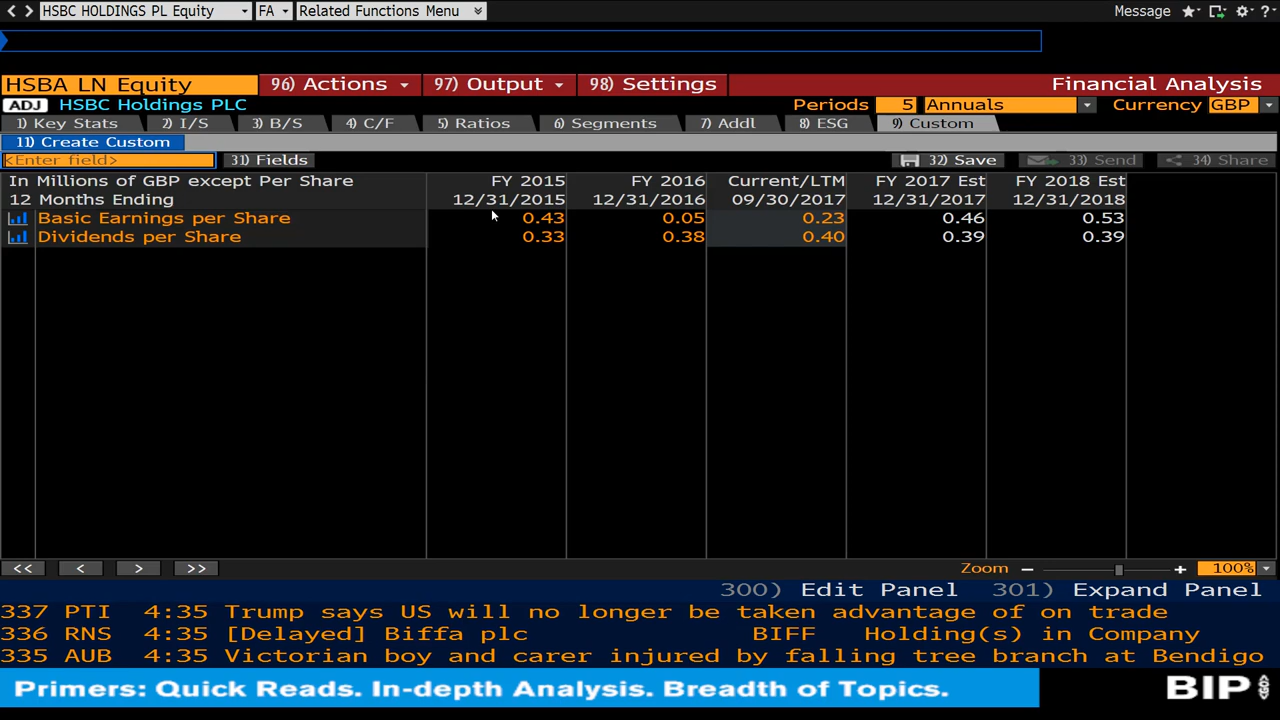 HSBC HOLDINGS PL Equity FA Related Functions Menu Message
HSBA LN Equity 96) Actions 97) Output 98) Settings Financial Analysis
ADJ HSBC Holdings PLC Periods 5 Annuals Currency GBP
1) Key Stats 2) I/S 3) B/S 4) C/F 5) Ratios 6) Segments 7) Addl 8) ESG 9) Custom
11) Create Custom
<Enter field> 31) Fields 32) Save 33) Send 34) Share
In Millions of GBP except Per Share FY 2015 FY 2016 Current/LTM FY 2017 Est FY 2018 Est
12 Months Ending 12/31/2015 12/31/2016 09/30/2017 12/31/2017 12/31/2018
Basic Earnings per Share 0.43 0.05 0.23 0.46 0.53
Dividends per Share 0.33 0.38 0.40 0.39 0.39
<< < > >> Zoom − + 100%
300) Edit Panel 301) Expand Panel
337 PTI 4:35 Trump says US will no longer be taken advantage of on trade
336 RNS 4:35 [Delayed] Biffa plc BIFF Holding(s) in Company
335 AUB 4:35 Victorian boy and carer injured by falling tree branch at Bendigo
Primers: Quick Reads. In-depth Analysis. Breadth of Topics. BIP